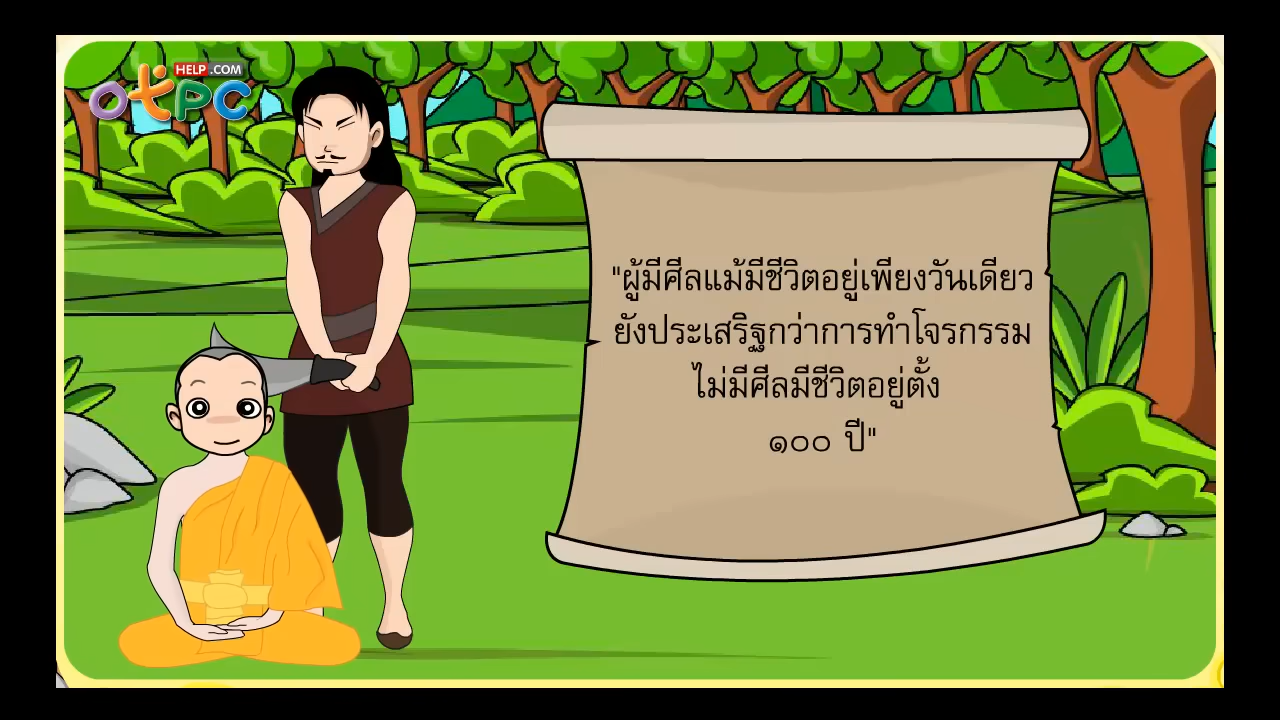 HELP.COM
OTPC
"ผู้มีศีลแม้มีชีวิตอยู่เพียงวันเดียว
ยังประเสริฐกว่าการทำโจรกรรม
ไม่มีศีลมีชีวิตอยู่ตั้ง
๑๐๐ ปี"